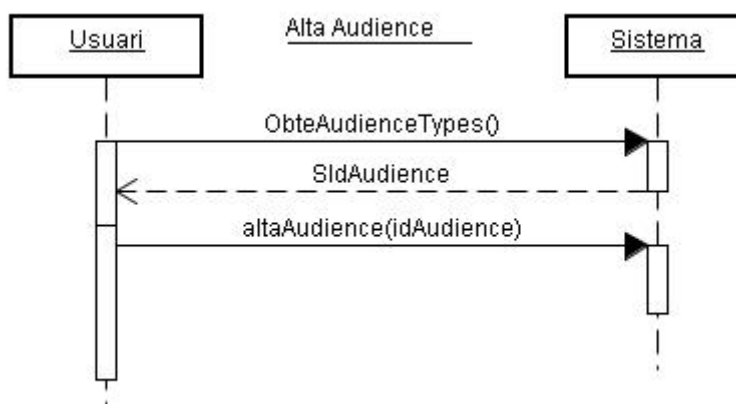 Usuari
Alta Audience
Sistema
ObteAudienceTypes()
SIdAudience
altaAudience(idAudience)